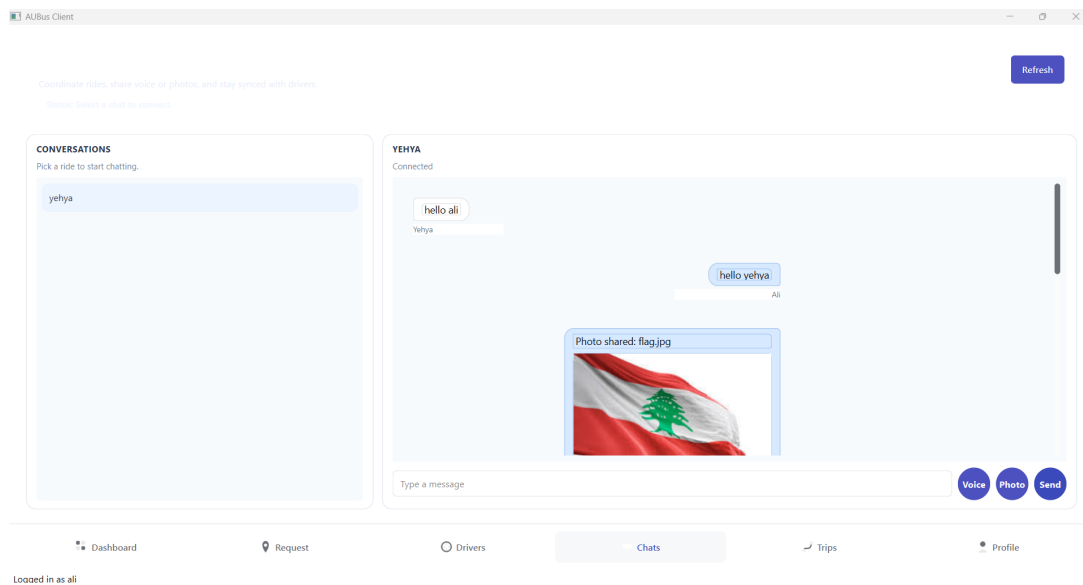 AUBus Client
Refresh
Coordinate rides, share voice or photos, and stay synced with drivers.
Status: Select a chat to connect
CONVERSATIONS
Pick a ride to start chatting.
yehya
YEHYA
Connected
hello ali
Yehya
hello yehya
Ali
Photo shared: flag.jpg
Type a message
Voice
Photo
Send
Dashboard
Request
Drivers
Chats
Trips
Profile
Logged in as ali